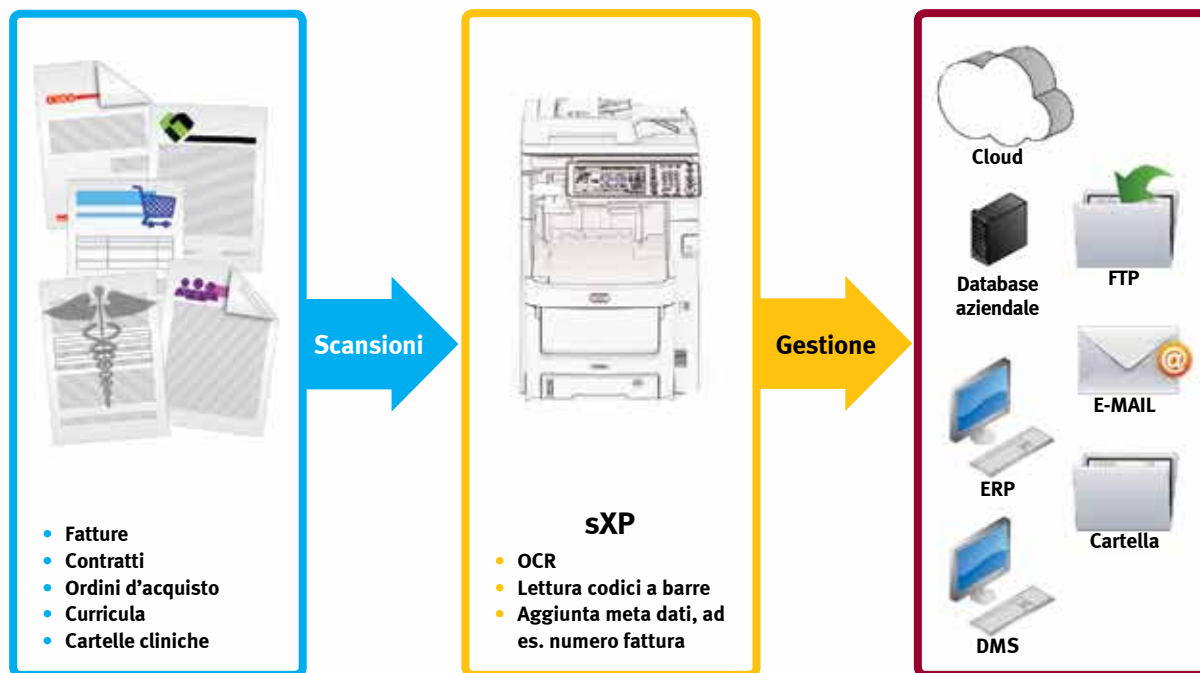 Scansioni
• Fatture
• Contratti
• Ordini d’acquisto
• Curricula
• Cartelle cliniche
sXP
• OCR
• Lettura codici a barre
• Aggiunta meta dati, ad
es. numero fattura
Gestione
Cloud
Database
aziendale
FTP
@
E-MAIL
ERP
Cartella
DMS